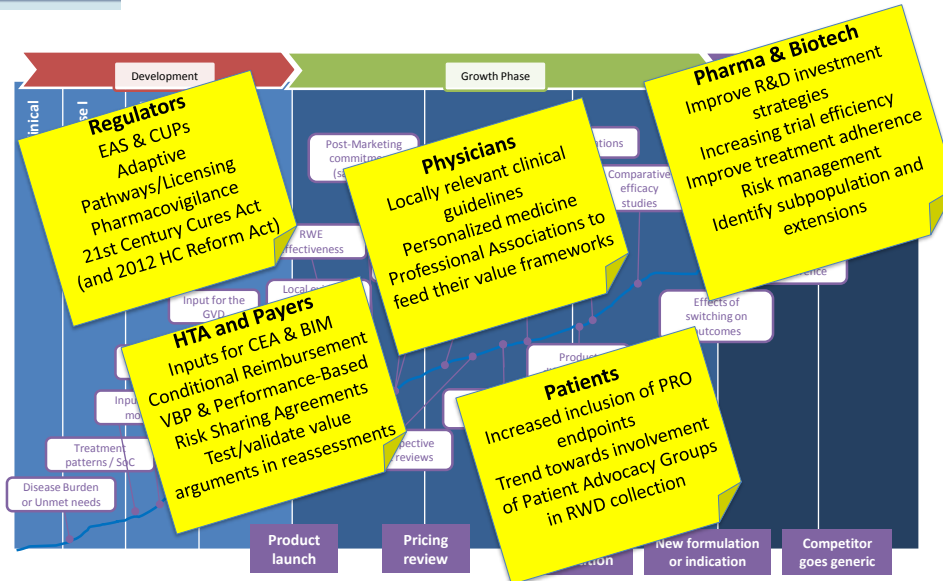 Development
Growth Phase
Regulators
EAS & CUPs
Adaptive
Pathways/Licensing
Pharmacovigilance
21st Century Cures Act
(and 2012 HC Reform Act)
Physicians
Locally relevant clinical
guidelines
Personalized medicine
Professional Associations to
feed their value frameworks
Pharma & Biotech
Improve R&D investment
strategies
Increasing trial efficiency
Improve treatment adherence
Risk management
Identify subpopulation and
extensions
Post-Marketing
Comparative
efficacy
studies
RWE
Input for the
GVD
HTA and Payers
Inputs for CEA & BIM
Conditional Reimbursement
VBP & Performance-Based
Risk Sharing Agreements
Test/validate value
arguments in reassessments
Patients
Increased inclusion of PRO
endpoints
Trend towards involvement
of Patient Advocacy Groups
in RWD collection
Effects of
switching on
outcomes
reviews
Treatment
patterns / SoC
Disease Burden
or Unmet needs
Product
launch
Pricing
review
New formulation
or indication
Competitor
goes generic